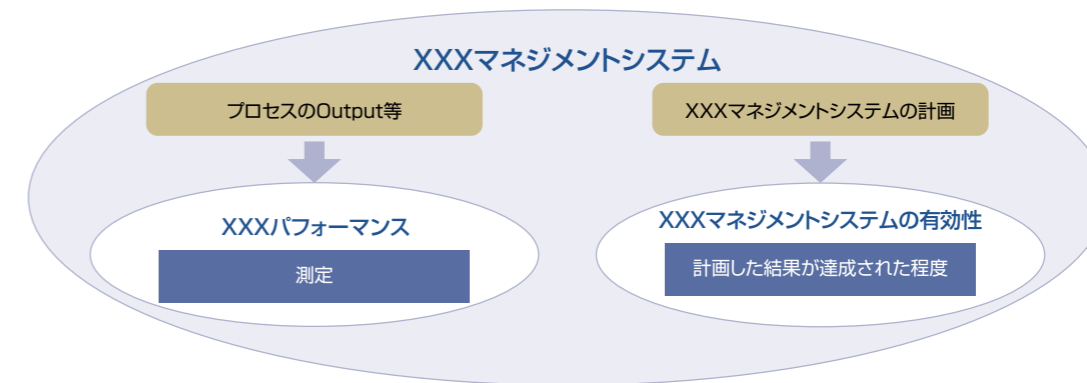 XXXマネジメントシステム
プロセスのOutput等
XXXマネジメントシステムの計画
XXXパフォーマンス
XXXマネジメントシステムの有効性
測定
計画した結果が達成された程度